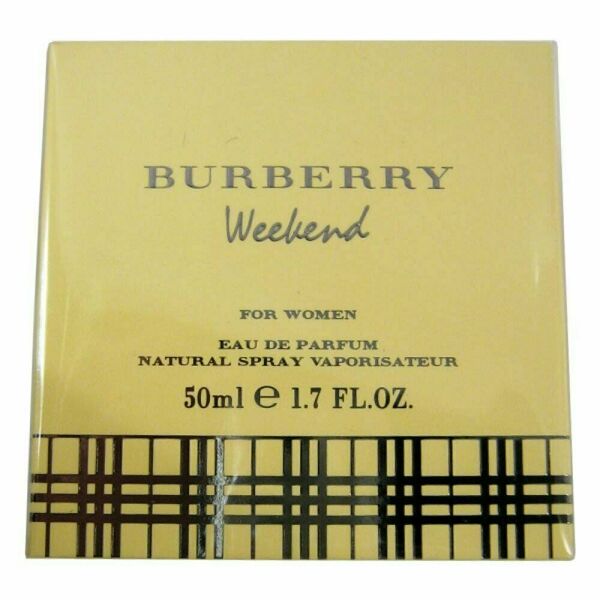 BURBERRY
Weekend
FOR WOMEN
EAU DE PARFUM
NATURAL SPRAY VAPORISATEUR
50ml ℮ 1.7 FL.OZ.